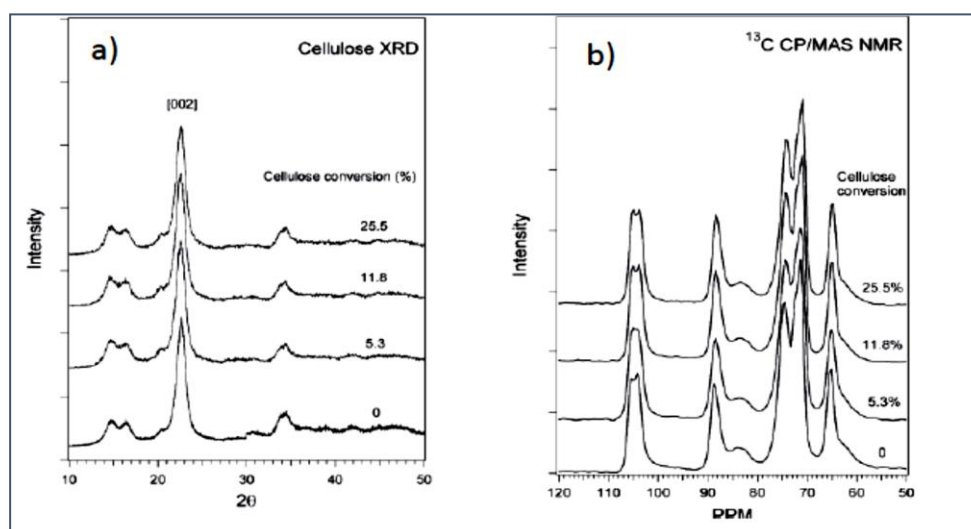 a)
Cellulose XRD
[002]
Cellulose conversion (%)
25.5
11.8
5.3
0
Intensity
10 20 30 40 50
2θ
b)
¹³C CP/MAS NMR
Cellulose
conversion
25.5%
11.8%
5.3%
0
Intensity
120 110 100 90 80 70 60 50
PPM